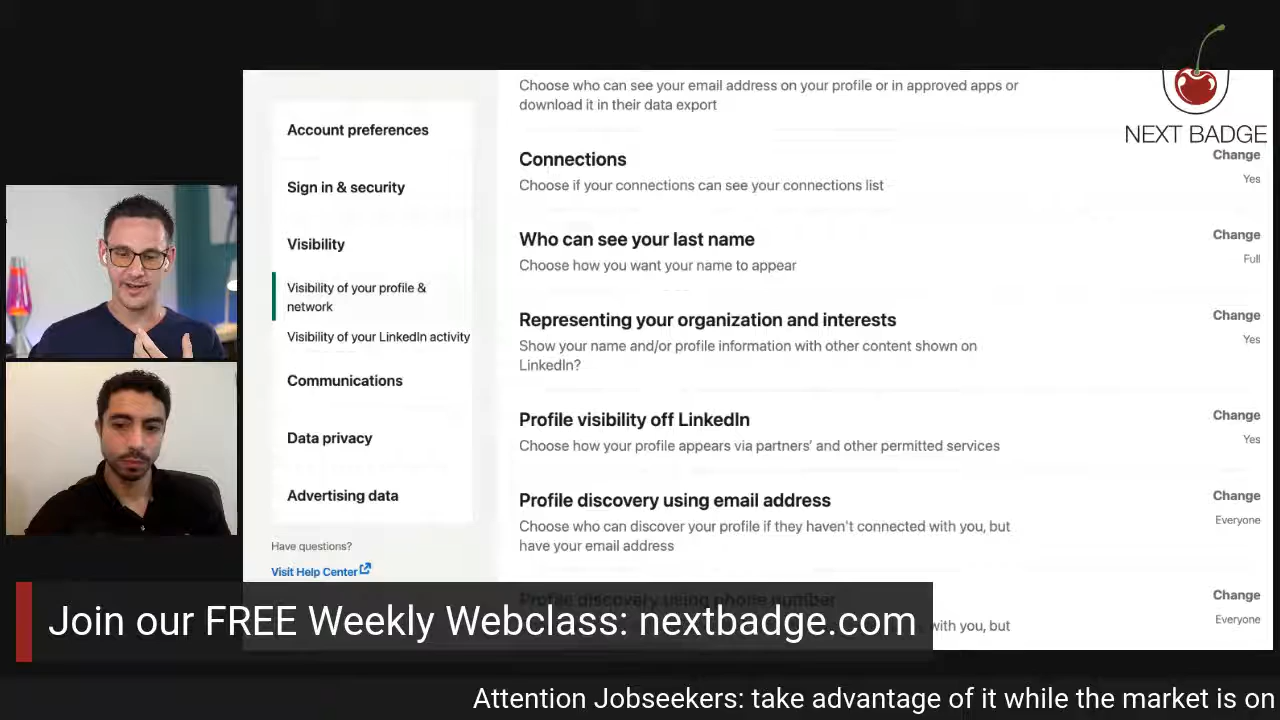 NEXT BADGE
Choose who can see your email address on your profile or in approved apps or
download it in their data export
Account preferences
Sign in & security
Visibility
Visibility of your profile &
network
Visibility of your LinkedIn activity
Communications
Data privacy
Advertising data
Have questions?
Visit Help Center
Connections
Change
Choose if your connections can see your connections list
Yes
Who can see your last name
Change
Choose how you want your name to appear
Full
Representing your organization and interests
Change
Show your name and/or profile information with other content shown on
LinkedIn?
Yes
Profile visibility off LinkedIn
Change
Choose how your profile appears via partners' and other permitted services
Yes
Profile discovery using email address
Change
Choose who can discover your profile if they haven't connected with you, but
have your email address
Everyone
Profile discovery using phone number
Change
with you, but
Everyone
Join our FREE Weekly Webclass: nextbadge.com
Attention Jobseekers: take advantage of it while the market is on